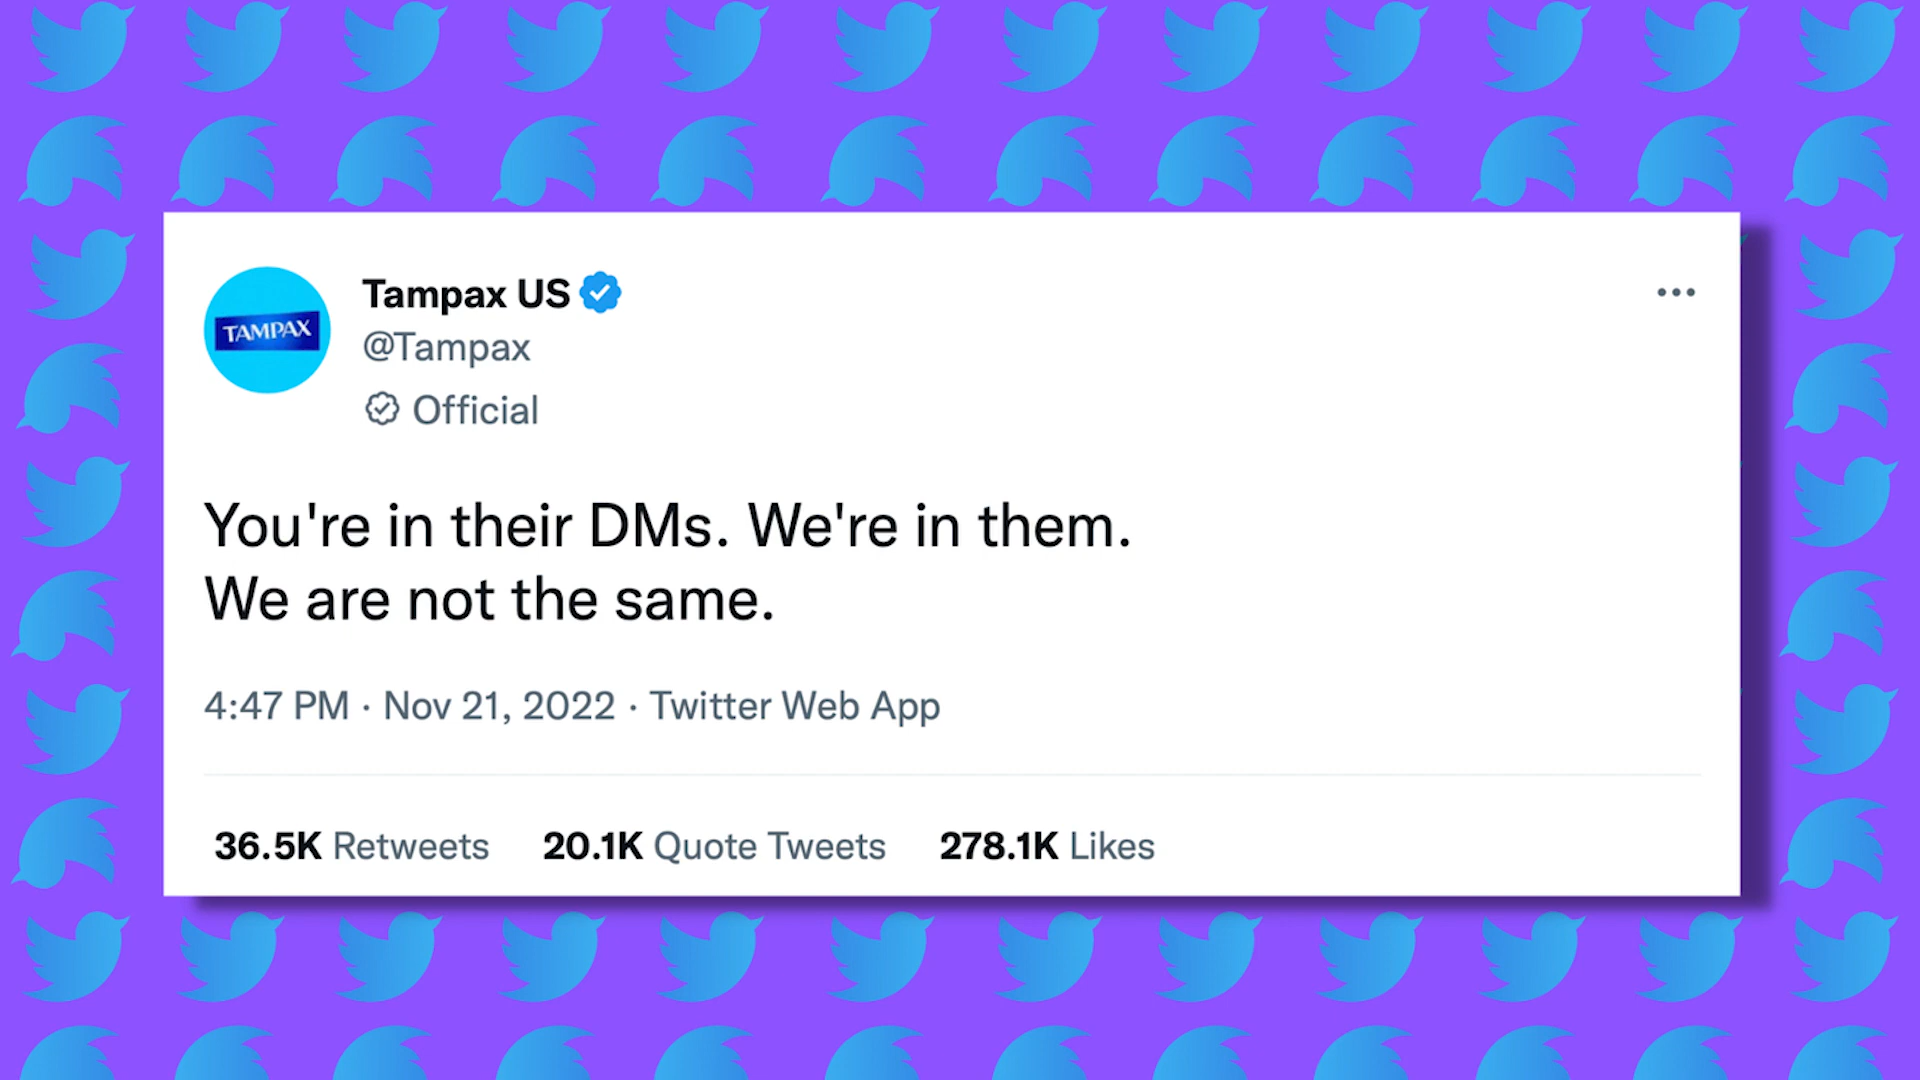 TAMPAX
Tampax US
@Tampax
Official
You're in their DMs. We're in them.
We are not the same.
4:47 PM · Nov 21, 2022 · Twitter Web App
36.5K Retweets 20.1K Quote Tweets 278.1K Likes